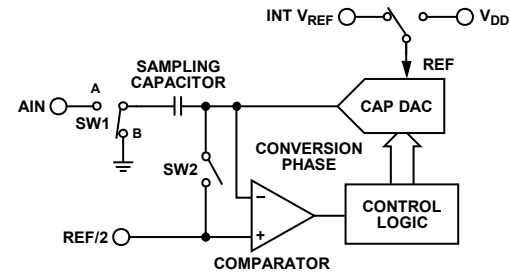 INT VREF
VDD
REF
SAMPLING
CAPACITOR
A
AIN
SW1
B
CAP DAC
CONVERSION
PHASE
SW2
−
+
CONTROL
LOGIC
REF/2
COMPARATOR